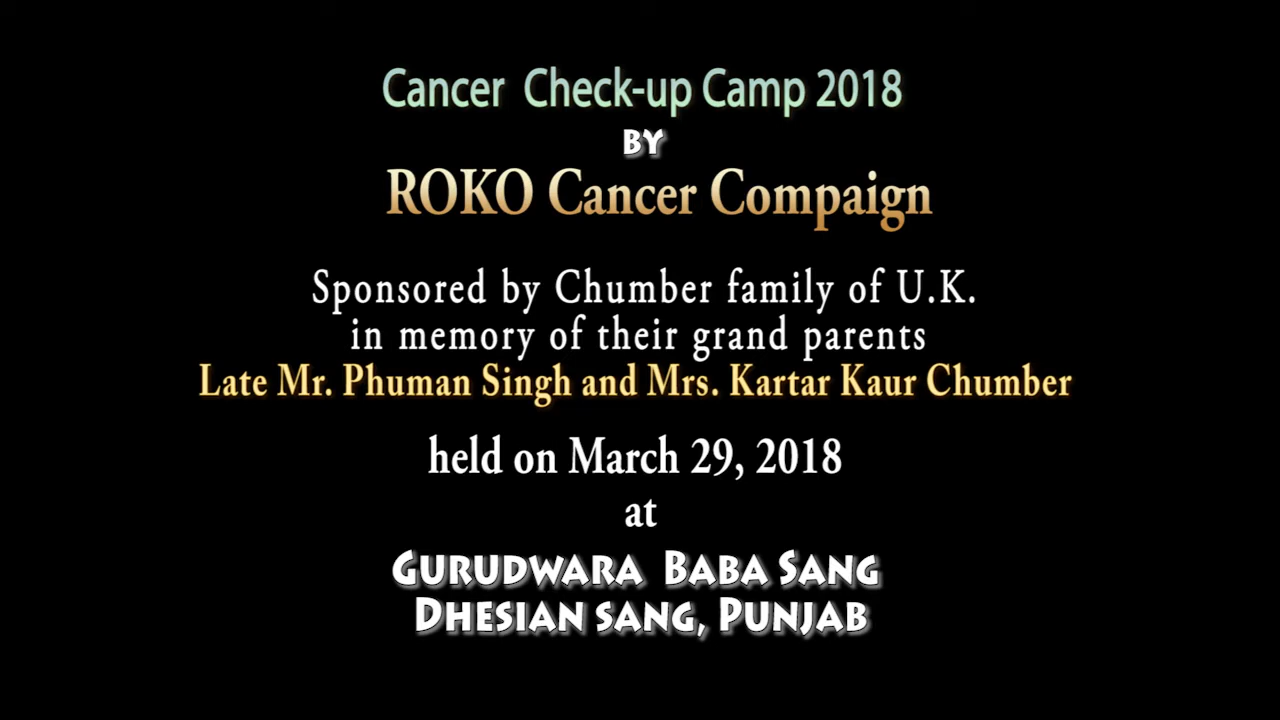 Cancer Check-up Camp 2018
BY
ROKO Cancer Compaign
Sponsored by Chumber family of U.K.
in memory of their grand parents
Late Mr. Phuman Singh and Mrs. Kartar Kaur Chumber
held on March 29, 2018
at
GURUDWARA BABA SANG
DHESIAN SANG, PUNJAB